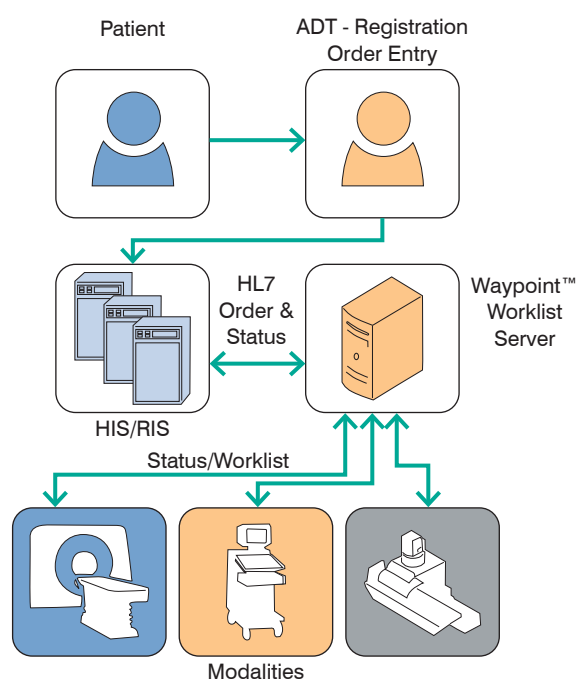 Patient
ADT - Registration
Order Entry
HL7
Order &
Status
Waypoint™
Worklist
Server
HIS/RIS
Status/Worklist
Modalities